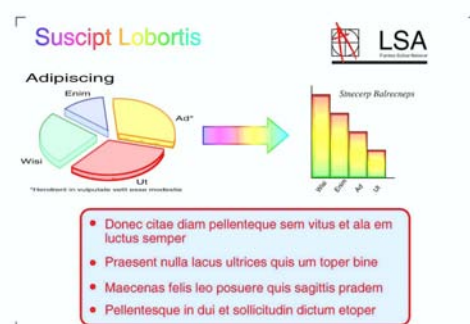 Suscipt Lobortis
LSA
Adipiscing
Enim
Ad*
Wisi
Ut
*Hendrerit in vulputate velit esse modestie
Sinecerp Balrecneps
Wisi
Enim
Ad
Ut
Donec citae diam pellenteque sem vitus et ala em
luctus semper
Praesent nulla lacus ultrices quis um toper bine
Maecenas felis leo posuere quis sagittis pradem
Pellentesque in dui et sollicitudin dictum etoper